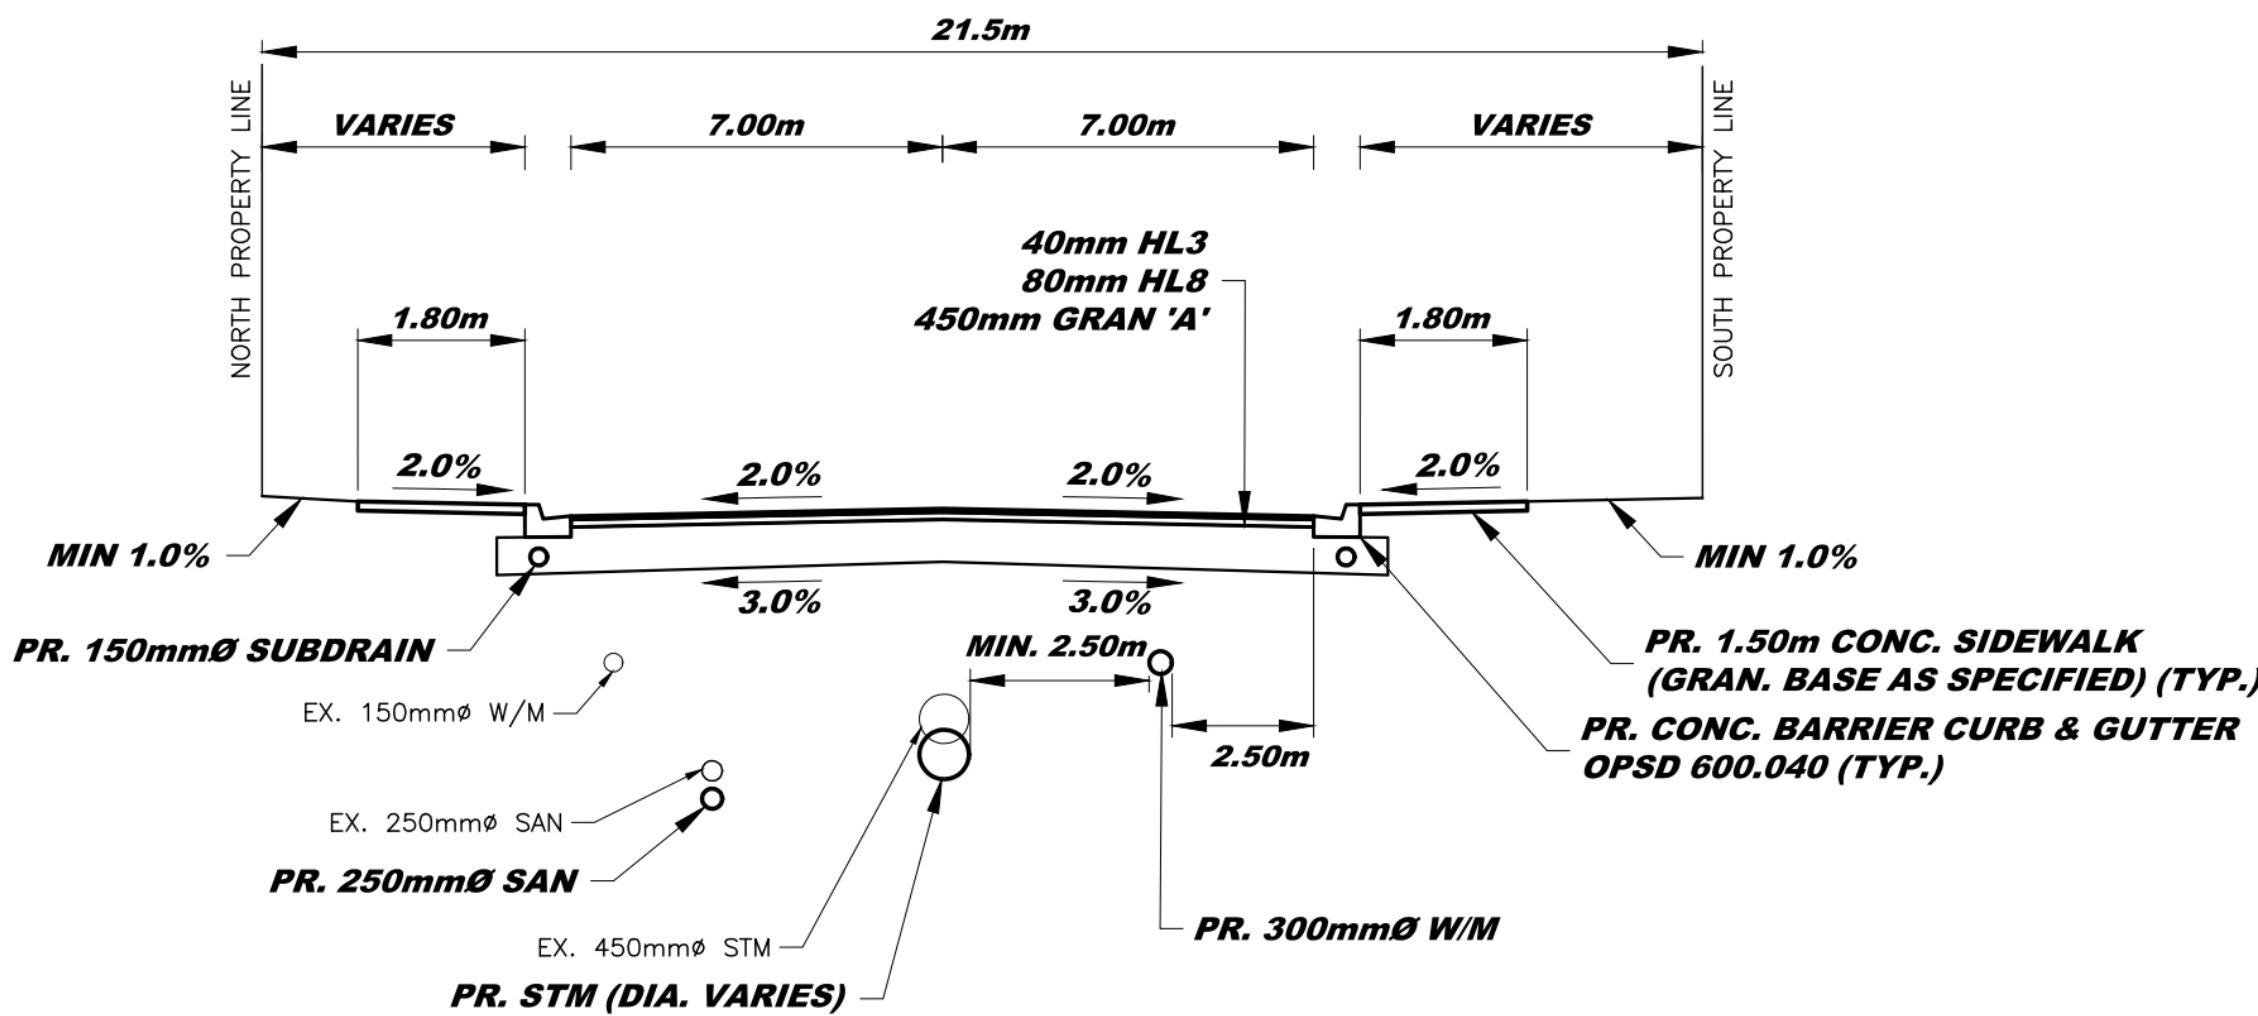 21.5m
NORTH PROPERTY LINE
VARIES
7.00m
7.00m
VARIES
SOUTH PROPERTY LINE
40mm HL3
80mm HL8
450mm GRAN 'A'
1.80m
1.80m
2.0%
2.0%
2.0%
2.0%
MIN 1.0%
MIN 1.0%
3.0%
3.0%
PR. 150mmØ SUBDRAIN
MIN. 2.50m
PR. 1.50m CONC. SIDEWALK
(GRAN. BASE AS SPECIFIED) (TYP.)
EX. 150mmø W/M
PR. CONC. BARRIER CURB & GUTTER
OPSD 600.040 (TYP.)
2.50m
EX. 250mmø SAN
PR. 250mmØ SAN
PR. 300mmØ W/M
EX. 450mmø STM
PR. STM (DIA. VARIES)